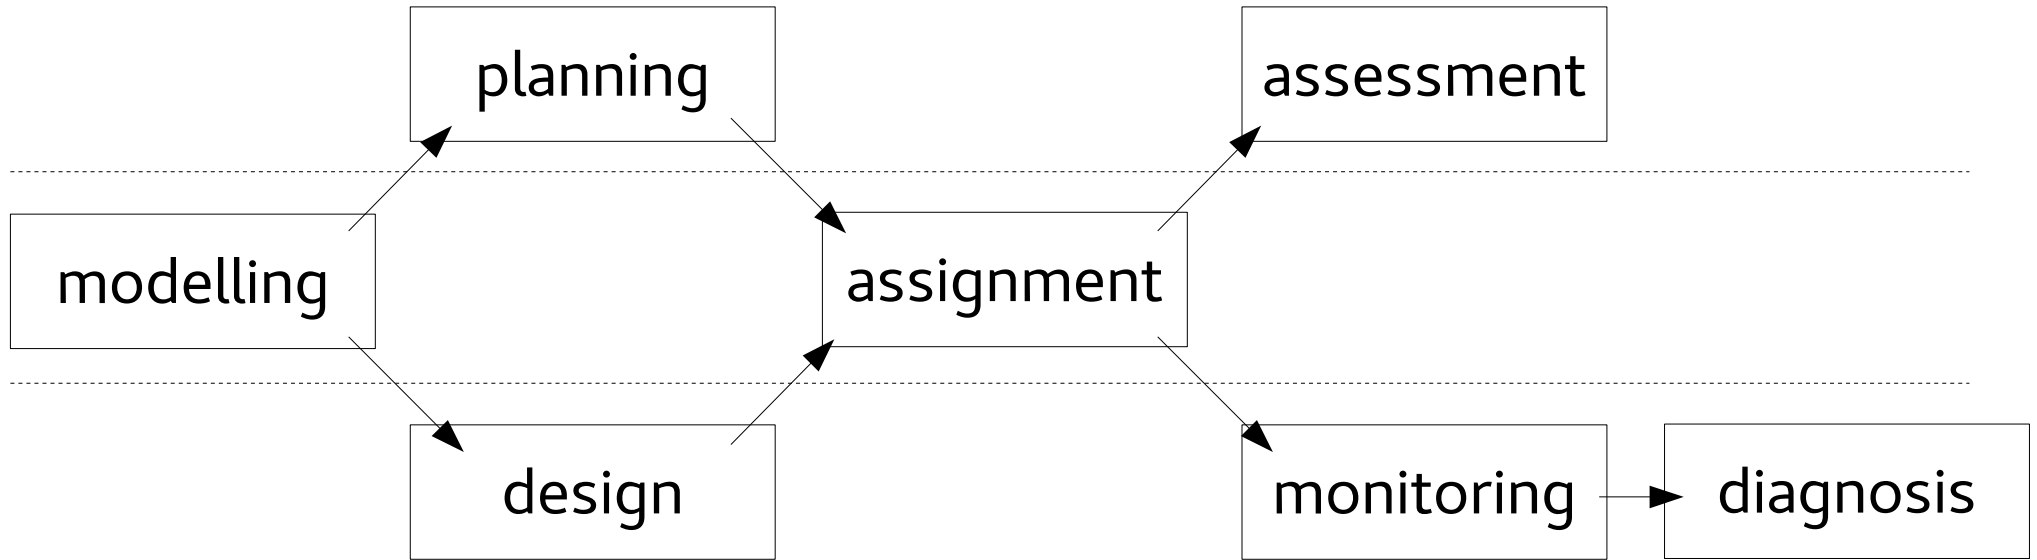 planning
assessment
modelling
assignment
design
monitoring
diagnosis